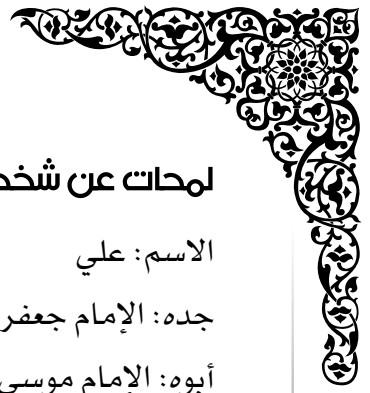 لمحات عن
الاسم: علي
جده: الإمام جعفر
أبوه: الإمام موسى